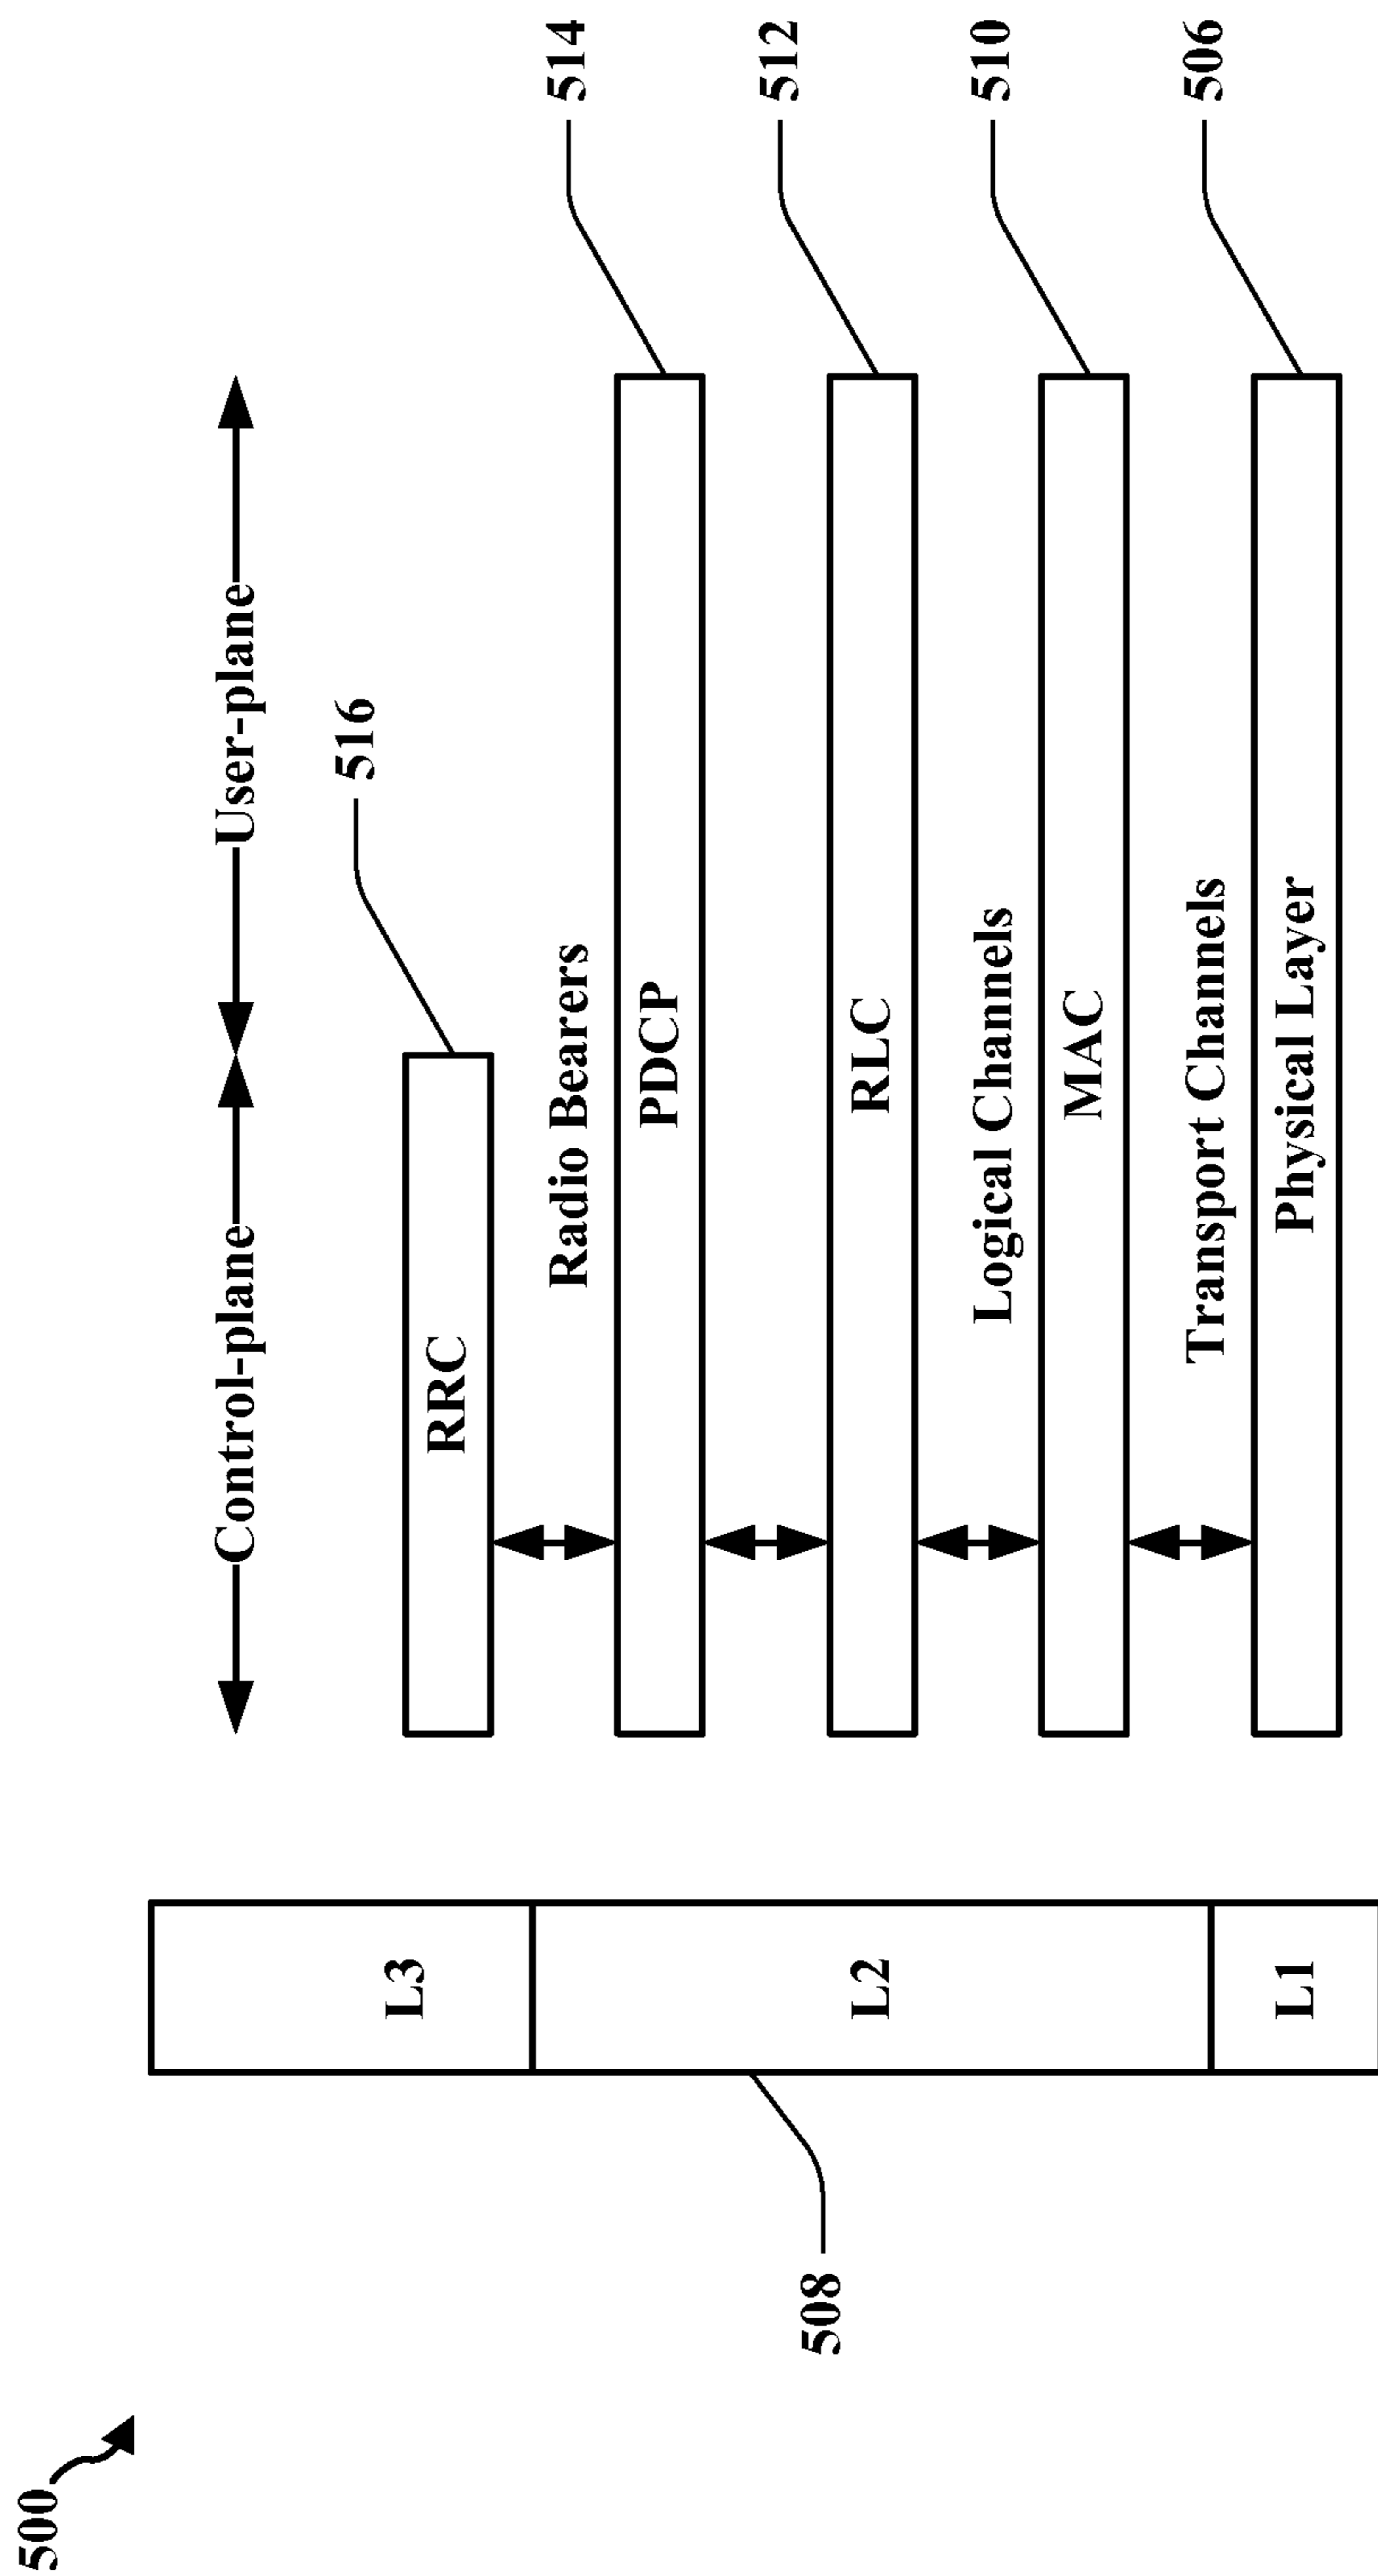 500
Control-plane
User-plane
516
L3
RRC
Radio Bearers
514
PDCP
508
L2
512
RLC
Logical Channels
510
MAC
Transport Channels
506
L1
Physical Layer